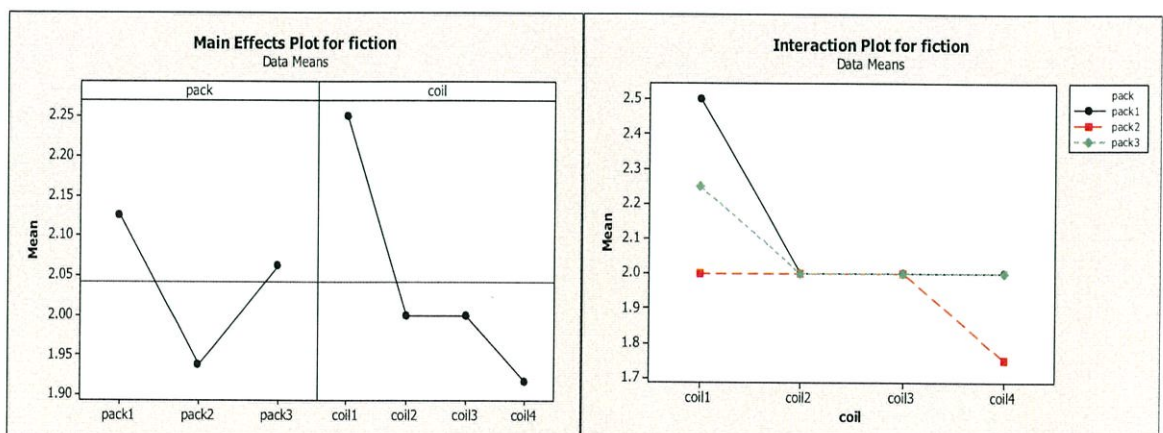 Main Effects Plot for fiction
Data Means
pack coil
2.25
2.20
2.15
2.10
2.05
2.00
1.95
1.90
Mean
pack1 pack2 pack3 coil1 coil2 coil3 coil4
Interaction Plot for fiction
Data Means
2.5
2.4
2.3
2.2
2.1
2.0
1.9
1.8
1.7
Mean
coil1 coil2 coil3 coil4
coil
pack
pack1
pack2
pack3